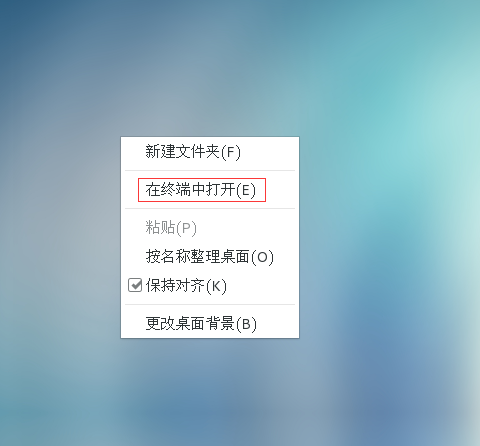 新建文件夹(F)
在终端中打开(E)
粘贴(P)
按名称整理桌面(O)
保持对齐(K)
更改桌面背景(B)